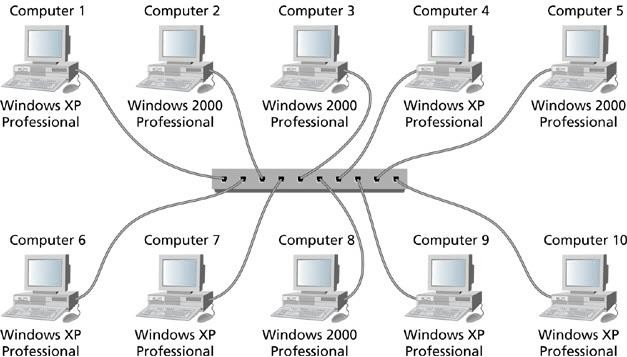 Computer 1 Computer 2 Computer 3 Computer 4 Computer 5
Windows XP Windows 2000 Windows 2000 Windows XP Windows 2000
Professional Professional Professional Professional Professional
Computer 6 Computer 7 Computer 8 Computer 9 Computer 10
Windows XP Windows XP Windows 2000 Windows XP Windows XP
Professional Professional Professional Professional Professional